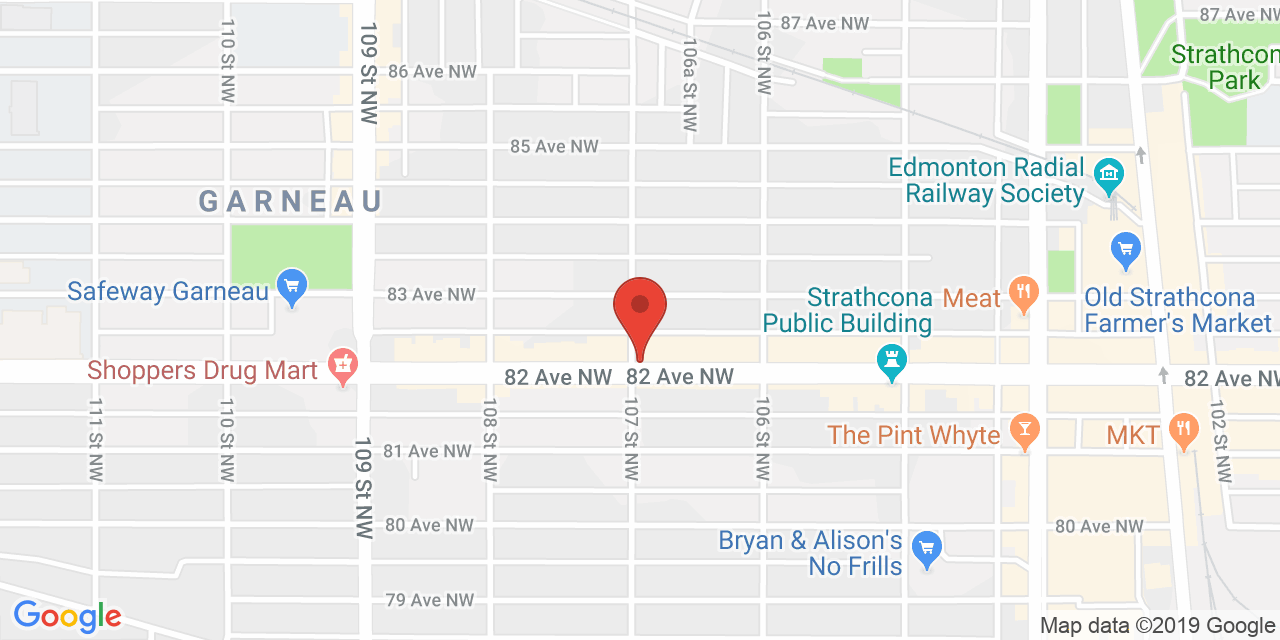 87 Ave NW
87 Ave NW
110 St NW
109 St NW
106a St NW
106 St NW
86 Ave NW
Strathcon
Park
85 Ave NW
Edmonton Radial
Railway Society
GARNEAU
Safeway Garneau
83 Ave NW
Strathcona
Public Building
Meat
Old Strathcona
Farmer's Market
Shoppers Drug Mart
82 Ave NW
82 Ave NW
82 Ave NW
111 St NW
110 St NW
109 St NW
108 St NW
107 St NW
106 St NW
102 St NW
The Pint Whyte
MKT
81 Ave NW
80 Ave NW
80 Ave NW
Bryan & Alison's
No Frills
79 Ave NW
Google
Map data ©2019 Google